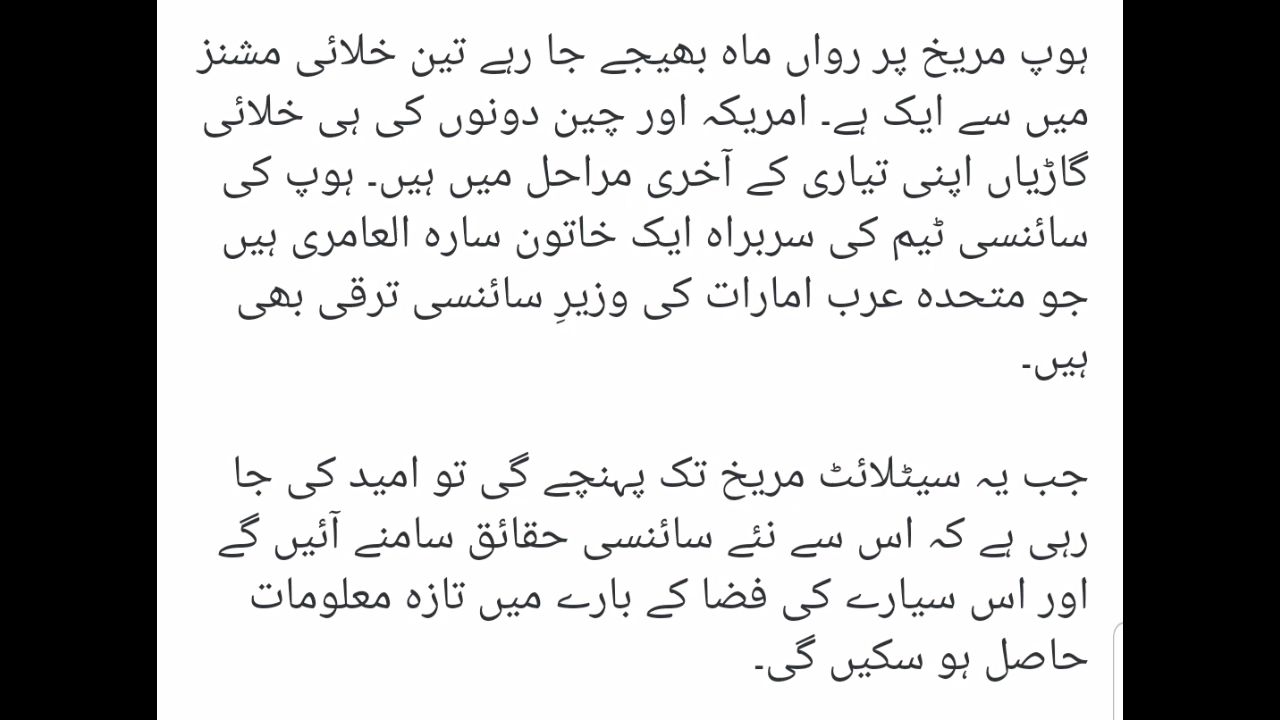 ہوپ مریخ پر رواں ماہ بھیجے جا رہے تین خلائی مشنز
میں سے ایک ہے۔ امریکہ اور چین دونوں کی ہی خلائی
گاڑیاں اپنی تیاری کے آخری مراحل میں ہیں۔ ہوپ کی
سائنسی ٹیم کی سربراہ ایک خاتون سارہ العامری ہیں
جو متحدہ عرب امارات کی وزیرِ سائنسی ترقی بھی
ہیں۔
جب یہ سیٹلائٹ مریخ تک پہنچے گی تو امید کی جا
رہی ہے کہ اس سے نئے سائنسی حقائق سامنے آئیں گے
اور اس سیارے کی فضا کے بارے میں تازہ معلومات
حاصل ہو سکیں گی۔